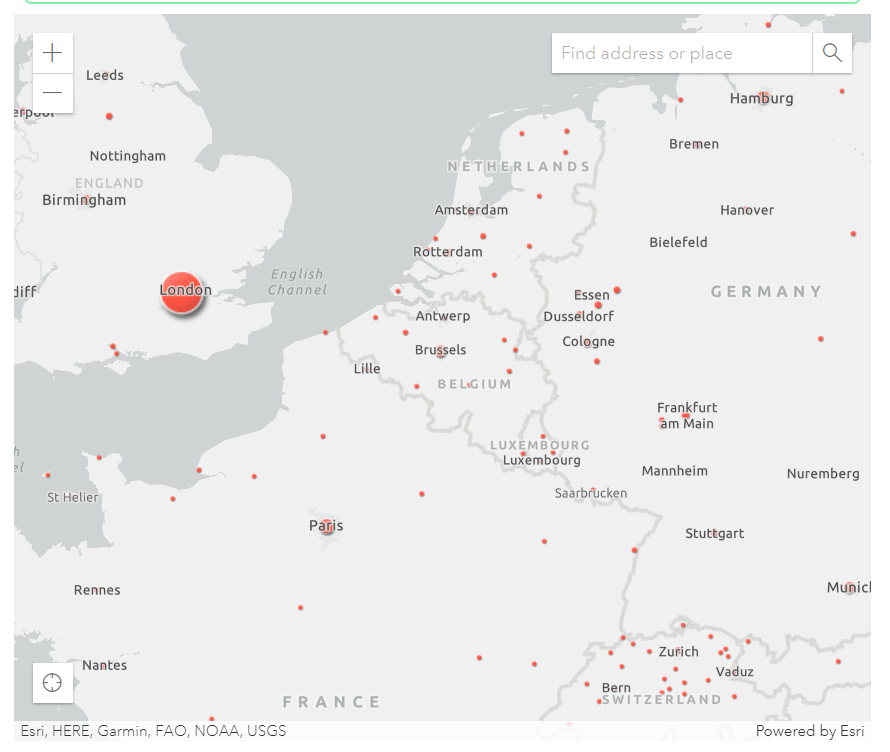 Find address or place
Leeds
Hamburg
erpool
Bremen
Nottingham
NETHERLANDS
ENGLAND
Birmingham
Amsterdam
Hanover
Bielefeld
Rotterdam
English
Channel
diff
London
Essen
GERMANY
Antwerp
Dusseldorf
Brussels
Cologne
Lille
BELGIUM
Frankfurt
am Main
LUXEMBOURG
Luxembourg
h
el
Mannheim
Nuremberg
St Helier
Saarbrucken
Paris
Stuttgart
Rennes
Munich
Zurich
Nantes
Vaduz
Bern
FRANCE
SWITZERLAND
Esri, HERE, Garmin, FAO, NOAA, USGS
Powered by Esri